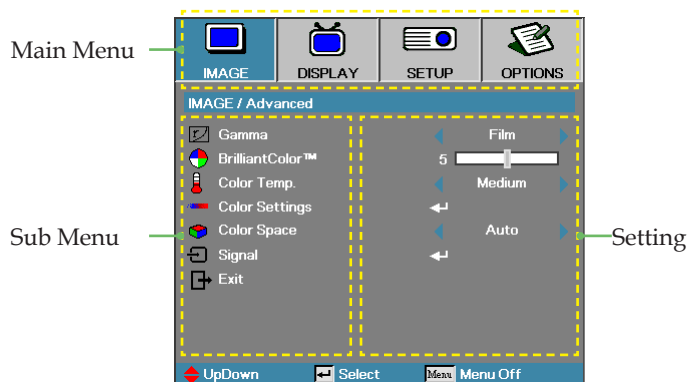 Main Menu
IMAGE DISPLAY SETUP OPTIONS
IMAGE / Advanced
Gamma Film
BrilliantColor™ 5
Color Temp. Medium
Color Settings
Sub Menu Color Space Auto Setting
Signal
Exit
UpDown Select Menu Menu Off